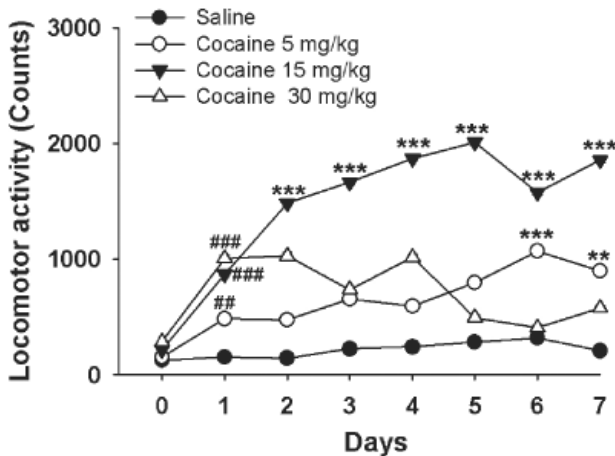 Saline
Cocaine 5 mg/kg
Cocaine 15 mg/kg
Cocaine 30 mg/kg
Locomotor activity (Counts)
3000
2000
1000
0
***
***
***
***
***
***
***
***
**
###
###
##
0 1 2 3 4 5 6 7
Days